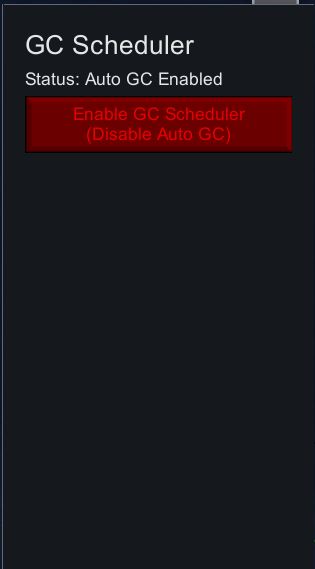 GC Scheduler
Status: Auto GC Enabled
Enable GC Scheduler
(Disable Auto GC)